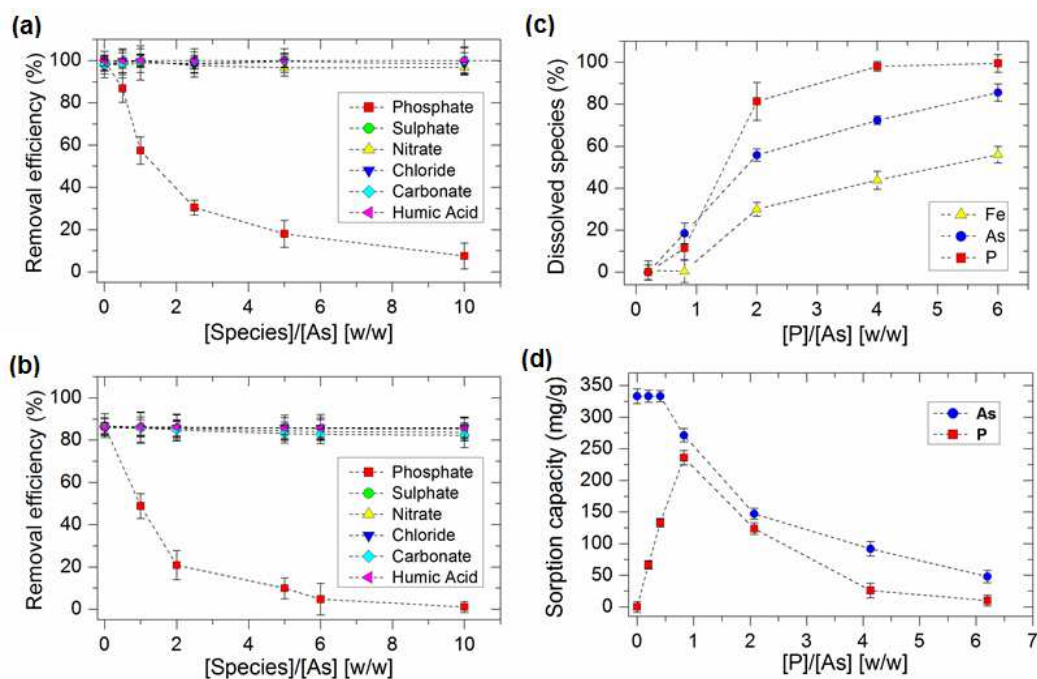 (a)
Removal efficiency (%)
100
80
60
40
20
0
Phosphate
Sulphate
Nitrate
Chloride
Carbonate
Humic Acid
0 2 4 6 8 10
[Species]/[As] [w/w]
(b)
Removal efficiency (%)
100
80
60
40
20
0
Phosphate
Sulphate
Nitrate
Chloride
Carbonate
Humic Acid
0 2 4 6 8 10
[Species]/[As] [w/w]
(c)
Dissolved species (%)
100
80
60
40
20
0
Fe
As
P
0 1 2 3 4 5 6
[P]/[As] [w/w]
(d)
Sorption capacity (mg/g)
350
300
250
200
150
100
50
0
As
P
0 1 2 3 4 5 6 7
[P]/[As] [w/w]